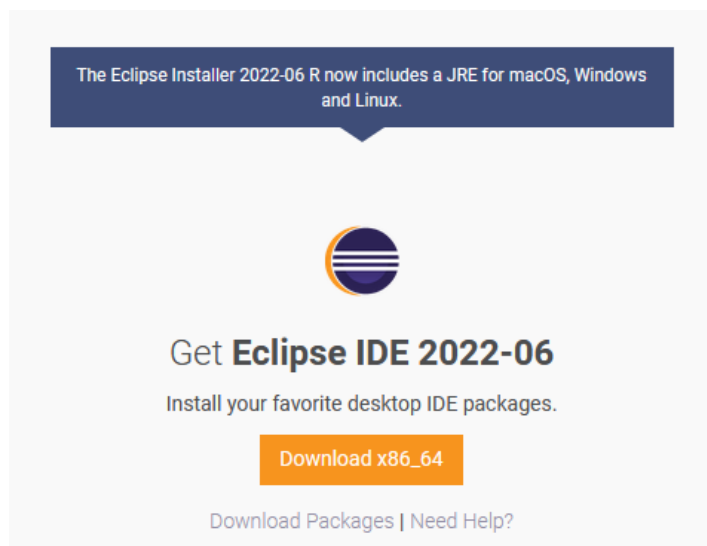 The Eclipse Installer 2022-06 R now includes a JRE for macOS, Windows
and Linux.
Get Eclipse IDE 2022-06
Install your favorite desktop IDE packages.
Download x86_64
Download Packages | Need Help?